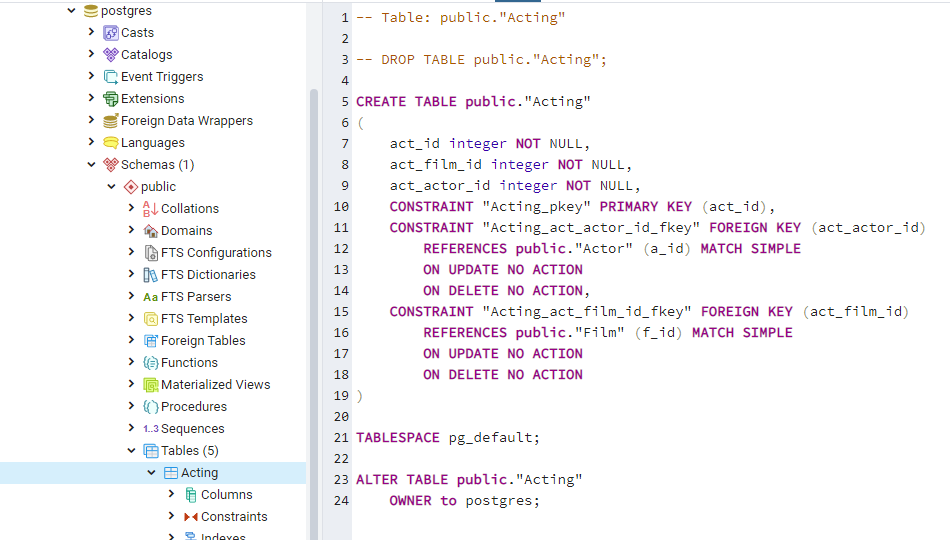 postgres
Casts
Catalogs
Event Triggers
Extensions
Foreign Data Wrappers
Languages
Schemas (1)
public
Collations
Domains
FTS Configurations
FTS Dictionaries
Aa FTS Parsers
FTS Templates
Foreign Tables
Functions
Materialized Views
Procedures
1..3 Sequences
Tables (5)
Acting
Columns
Constraints
Indexes
1 -- Table: public."Acting"
2
3 -- DROP TABLE public."Acting";
4
5 CREATE TABLE public."Acting"
6 (
7 act_id integer NOT NULL,
8 act_film_id integer NOT NULL,
9 act_actor_id integer NOT NULL,
10 CONSTRAINT "Acting_pkey" PRIMARY KEY (act_id),
11 CONSTRAINT "Acting_act_actor_id_fkey" FOREIGN KEY (act_actor_id)
12 REFERENCES public."Actor" (a_id) MATCH SIMPLE
13 ON UPDATE NO ACTION
14 ON DELETE NO ACTION,
15 CONSTRAINT "Acting_act_film_id_fkey" FOREIGN KEY (act_film_id)
16 REFERENCES public."Film" (f_id) MATCH SIMPLE
17 ON UPDATE NO ACTION
18 ON DELETE NO ACTION
19 )
20
21 TABLESPACE pg_default;
22
23 ALTER TABLE public."Acting"
24 OWNER to postgres;